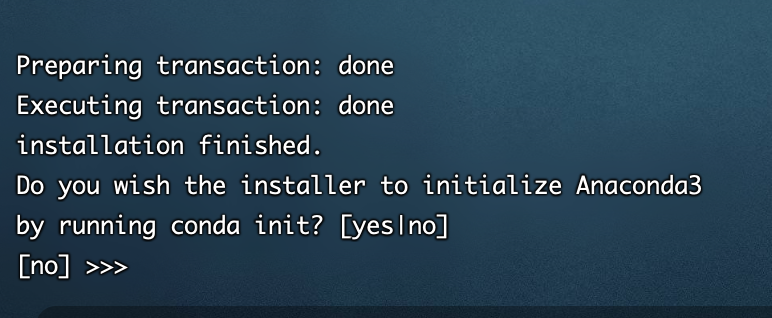 Preparing transaction: done
Executing transaction: done
installation finished.
Do you wish the installer to initialize Anaconda3
by running conda init? [yes|no]
[no] >>>